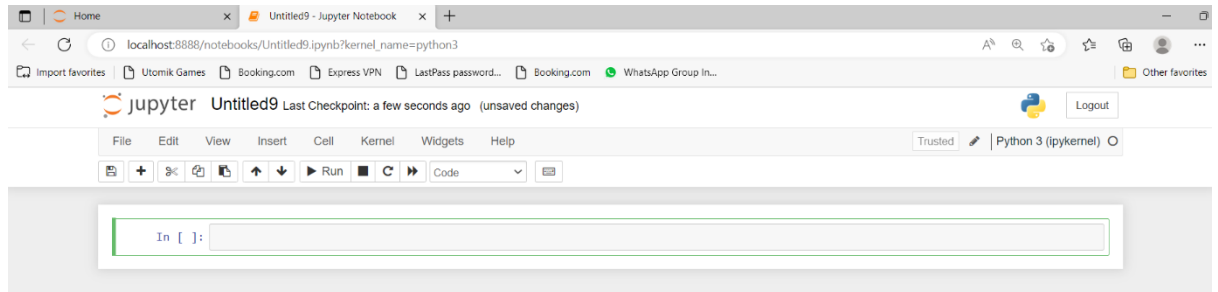 Home
Untitled9 - Jupyter Notebook
localhost:8888/notebooks/Untitled9.ipynb?kernel_name=python3
Import favorites Utomik Games Booking.com Express VPN LastPass password... Booking.com WhatsApp Group In... Other favorites
jupyter Untitled9 Last Checkpoint: a few seconds ago (unsaved changes) Logout
File Edit View Insert Cell Kernel Widgets Help Trusted Python 3 (ipykernel)
Run Code
In [ ]: